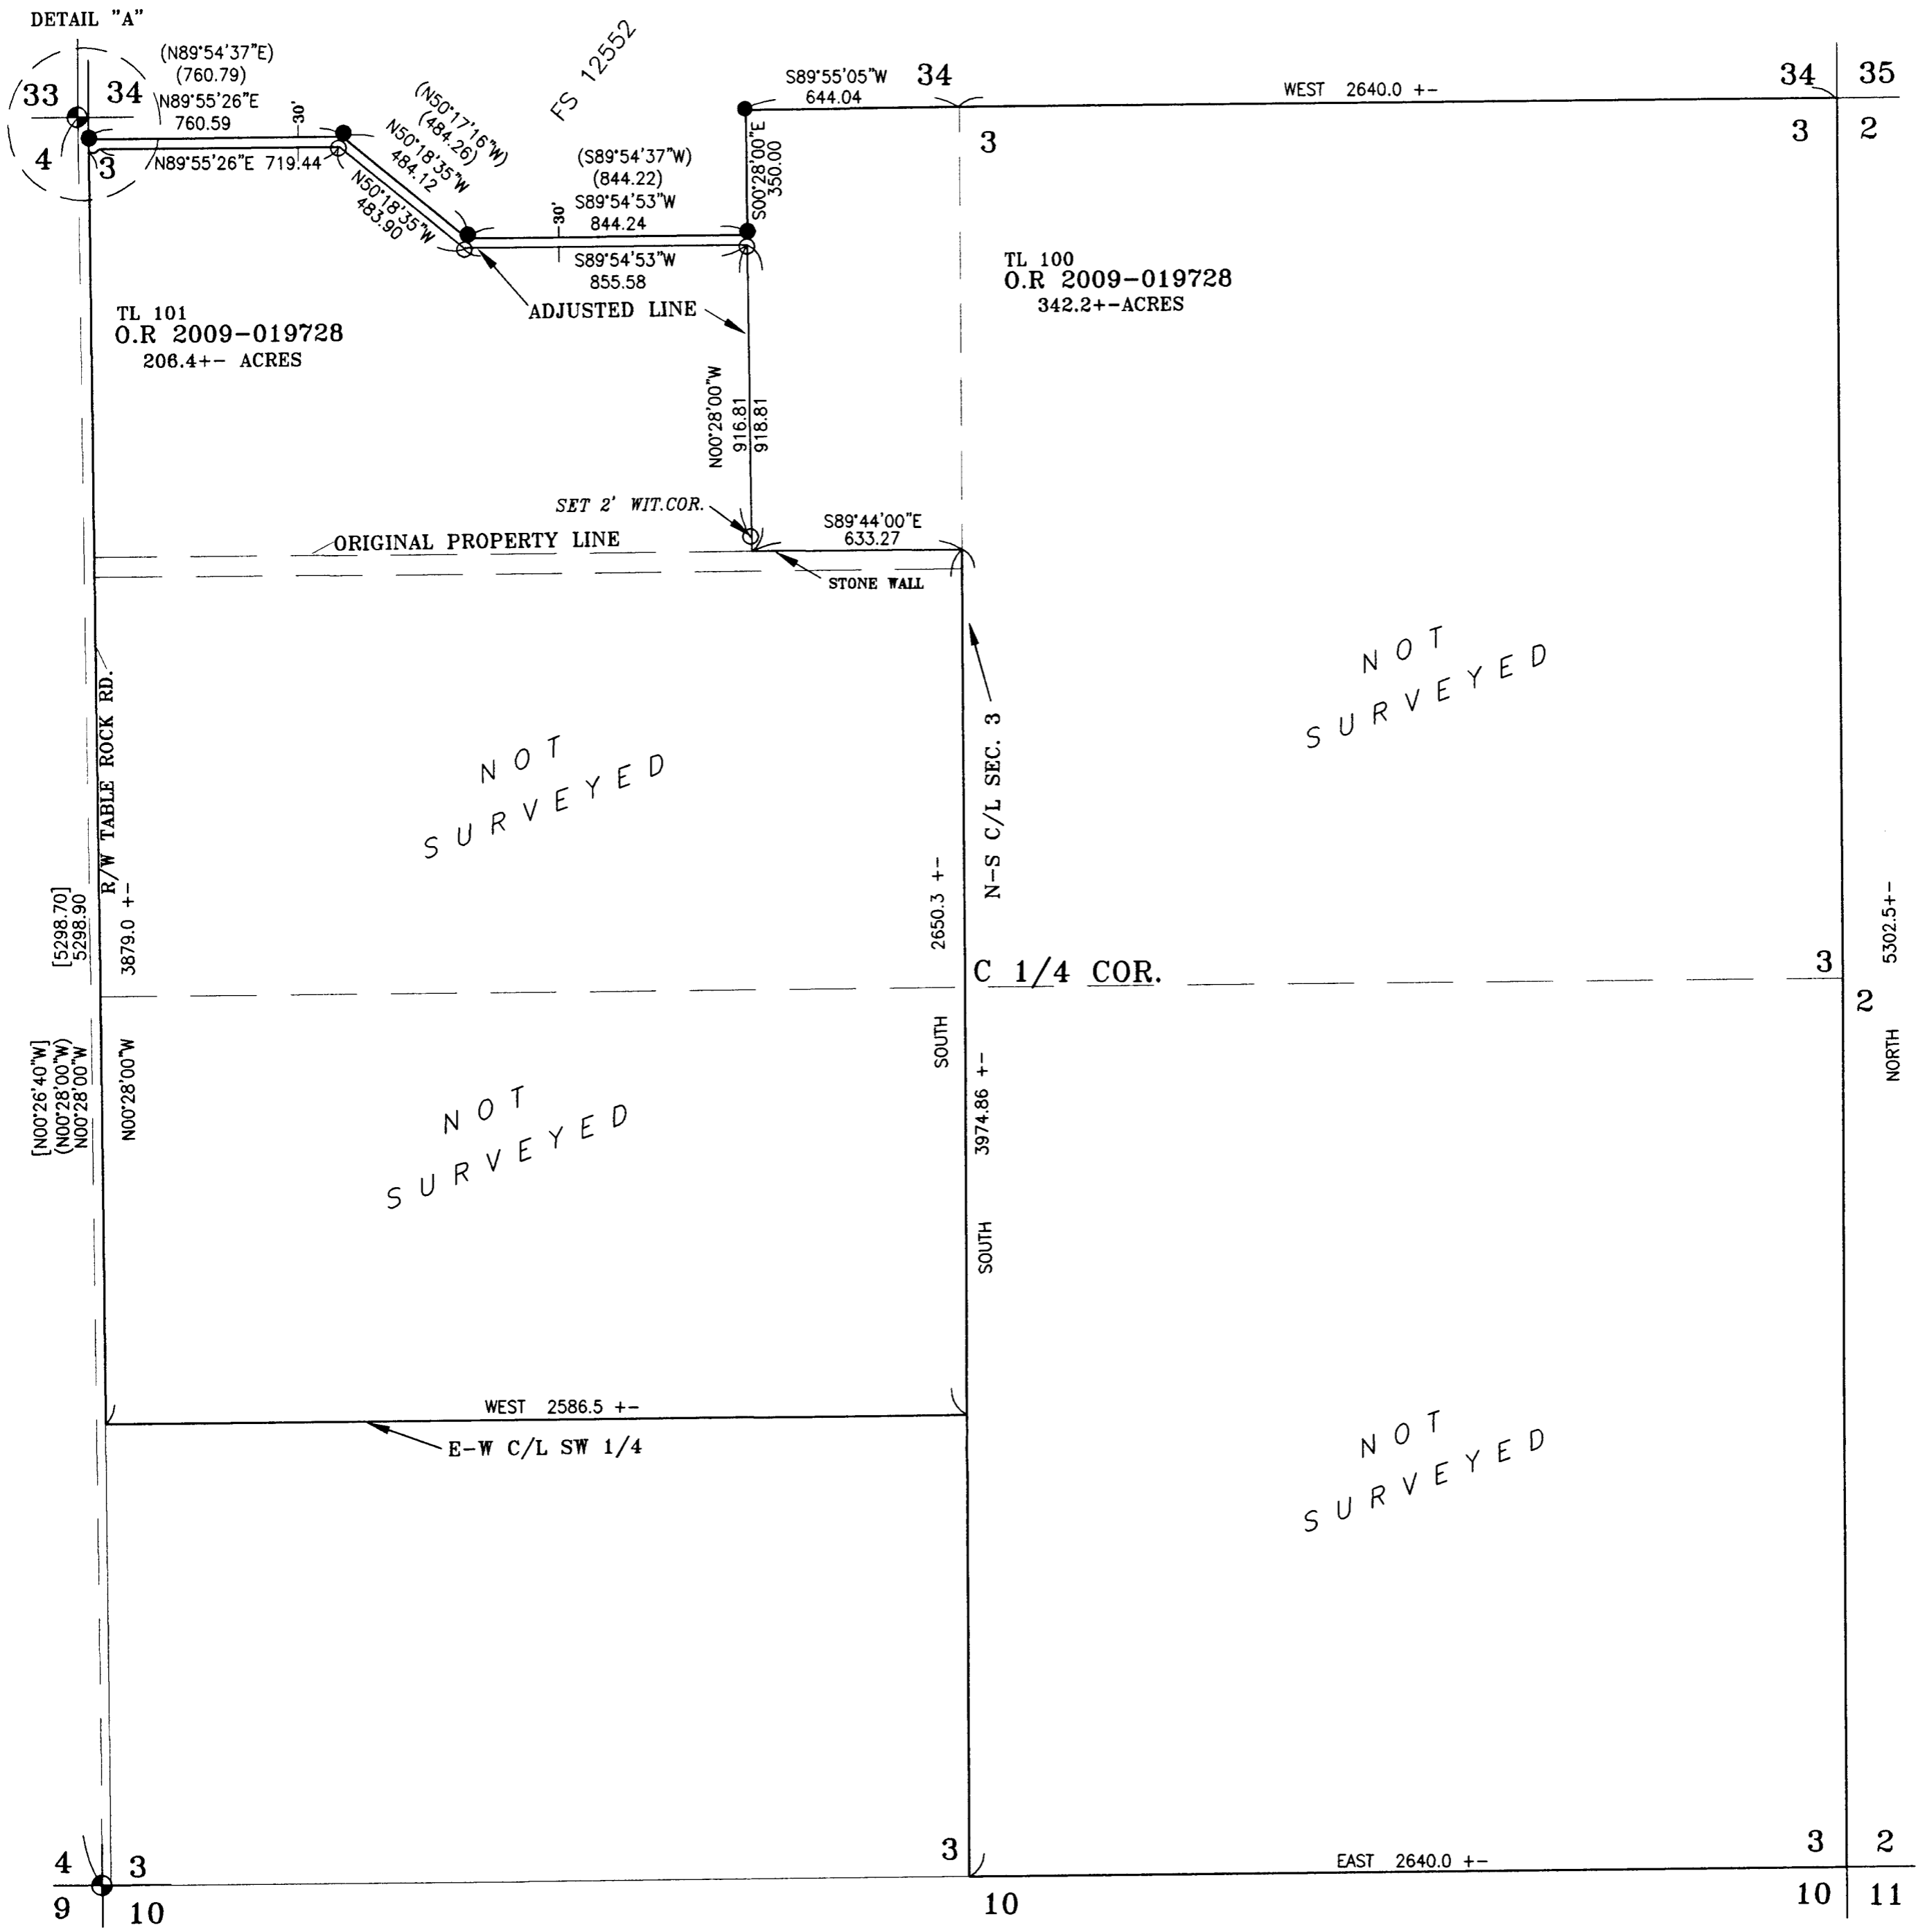 DETAIL "A"
33
34
4
3
(N89°54'37"E)
(760.79)
N89°55'26"E
760.59
30'
N89°55'26"E 719.44
(N50°17'16"W)
(484.26)
N50°18'35"W
484.12
N50°18'35"W
483.90
FS 12552
(S89°54'37"W)
(844.22)
S89°54'53"W
844.24
30'
S89°54'53"W
855.58
S00°28'00"E
350.00
S89°55'05"W
644.04
34
3
WEST 2640.0 +-
34
35
3
2
TL 101
O.R 2009-019728
206.4+- ACRES
ADJUSTED LINE
TL 100
O.R 2009-019728
342.2+-ACRES
N00°28'00"W
916.81
918.81
SET 2' WIT.COR.
S89°44'00"E
633.27
ORIGINAL PROPERTY LINE
STONE WALL
R/W TABLE ROCK RD.
N-S C/L SEC. 3
NOT
SURVEYED
NOT
SURVEYED
[5298.70]
5298.90
3879.0 +-
2650.3 +-
5302.5+-
C 1/4 COR.
3
2
[N00°26'40"W]
(N00°28'00"W)
N00°28'00"W
N00°28'00"W
SOUTH
3974.86 +-
NORTH
NOT
SURVEYED
SOUTH
WEST 2586.5 +-
E-W C/L SW 1/4
NOT
SURVEYED
4
3
9
10
3
10
EAST 2640.0 +-
3
2
10
11